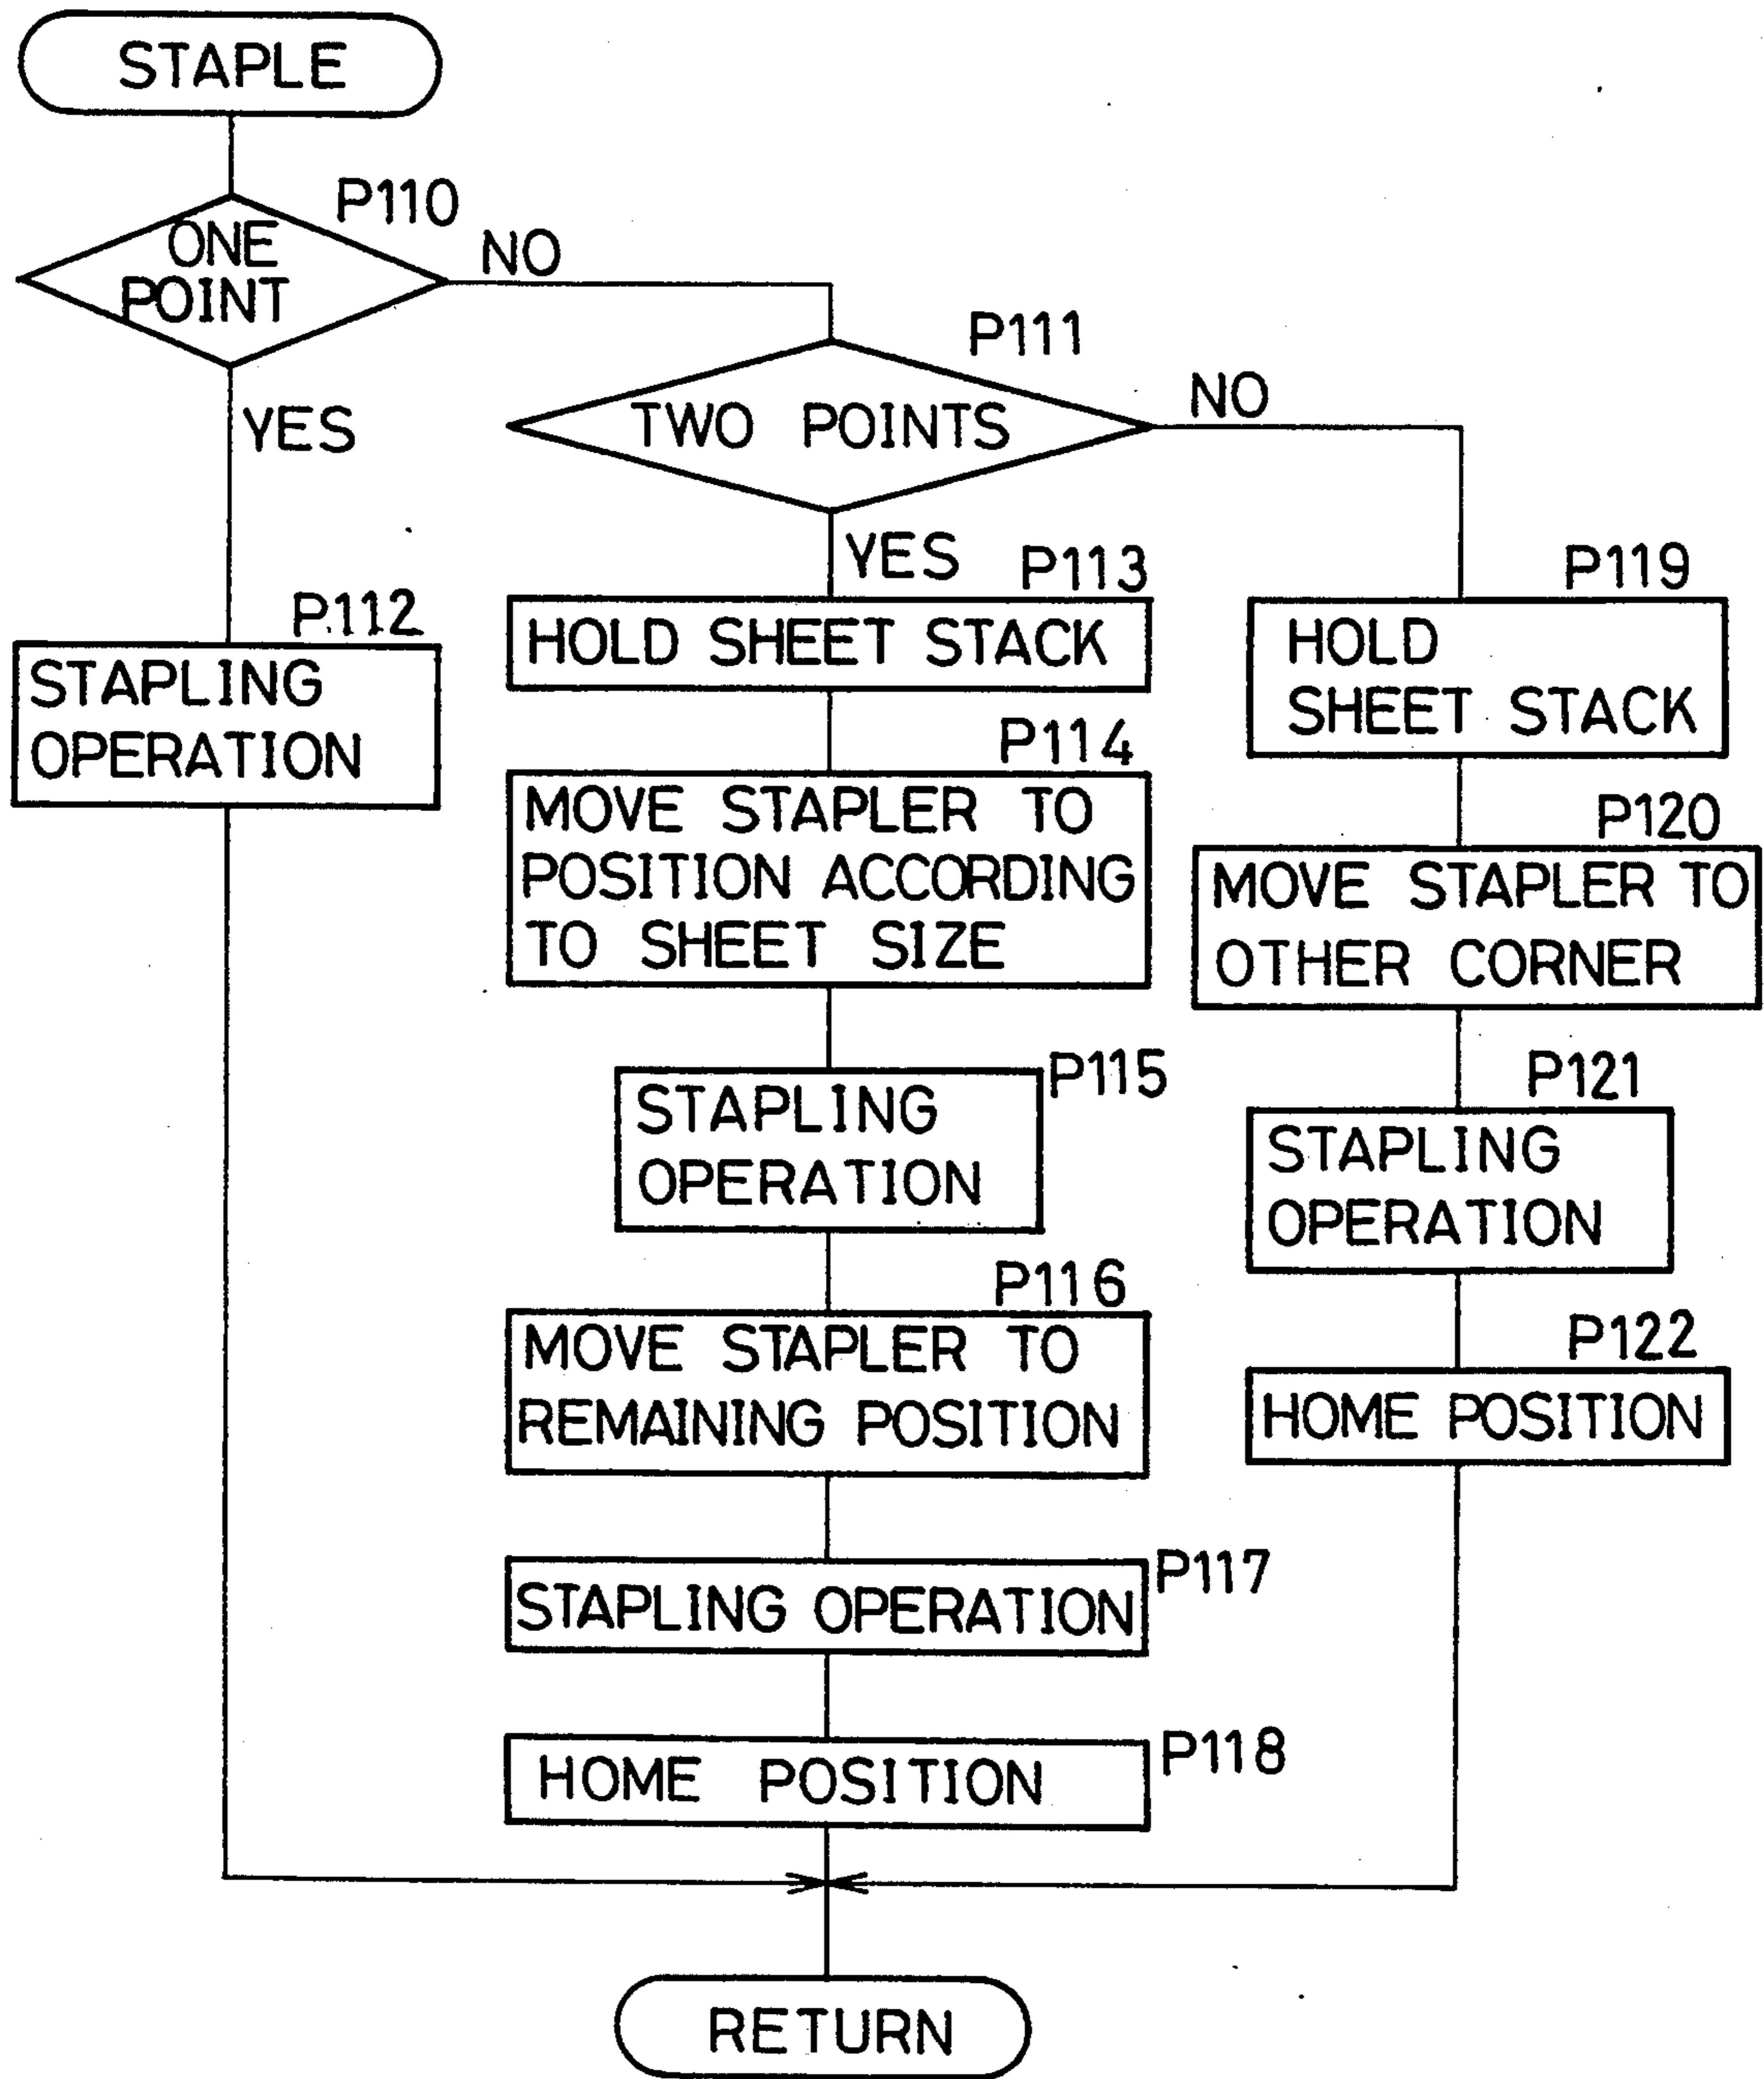 STAPLE
P110
ONE
POINT
NO
YES
P111
TWO POINTS
NO
YES
P112
STAPLING
OPERATION
P113
HOLD SHEET STACK
P114
MOVE STAPLER TO
POSITION ACCORDING
TO SHEET SIZE
P115
STAPLING
OPERATION
P116
MOVE STAPLER TO
REMAINING POSITION
P117
STAPLING OPERATION
P118
HOME POSITION
P119
HOLD
SHEET STACK
P120
MOVE STAPLER TO
OTHER CORNER
P121
STAPLING
OPERATION
P122
HOME POSITION
RETURN